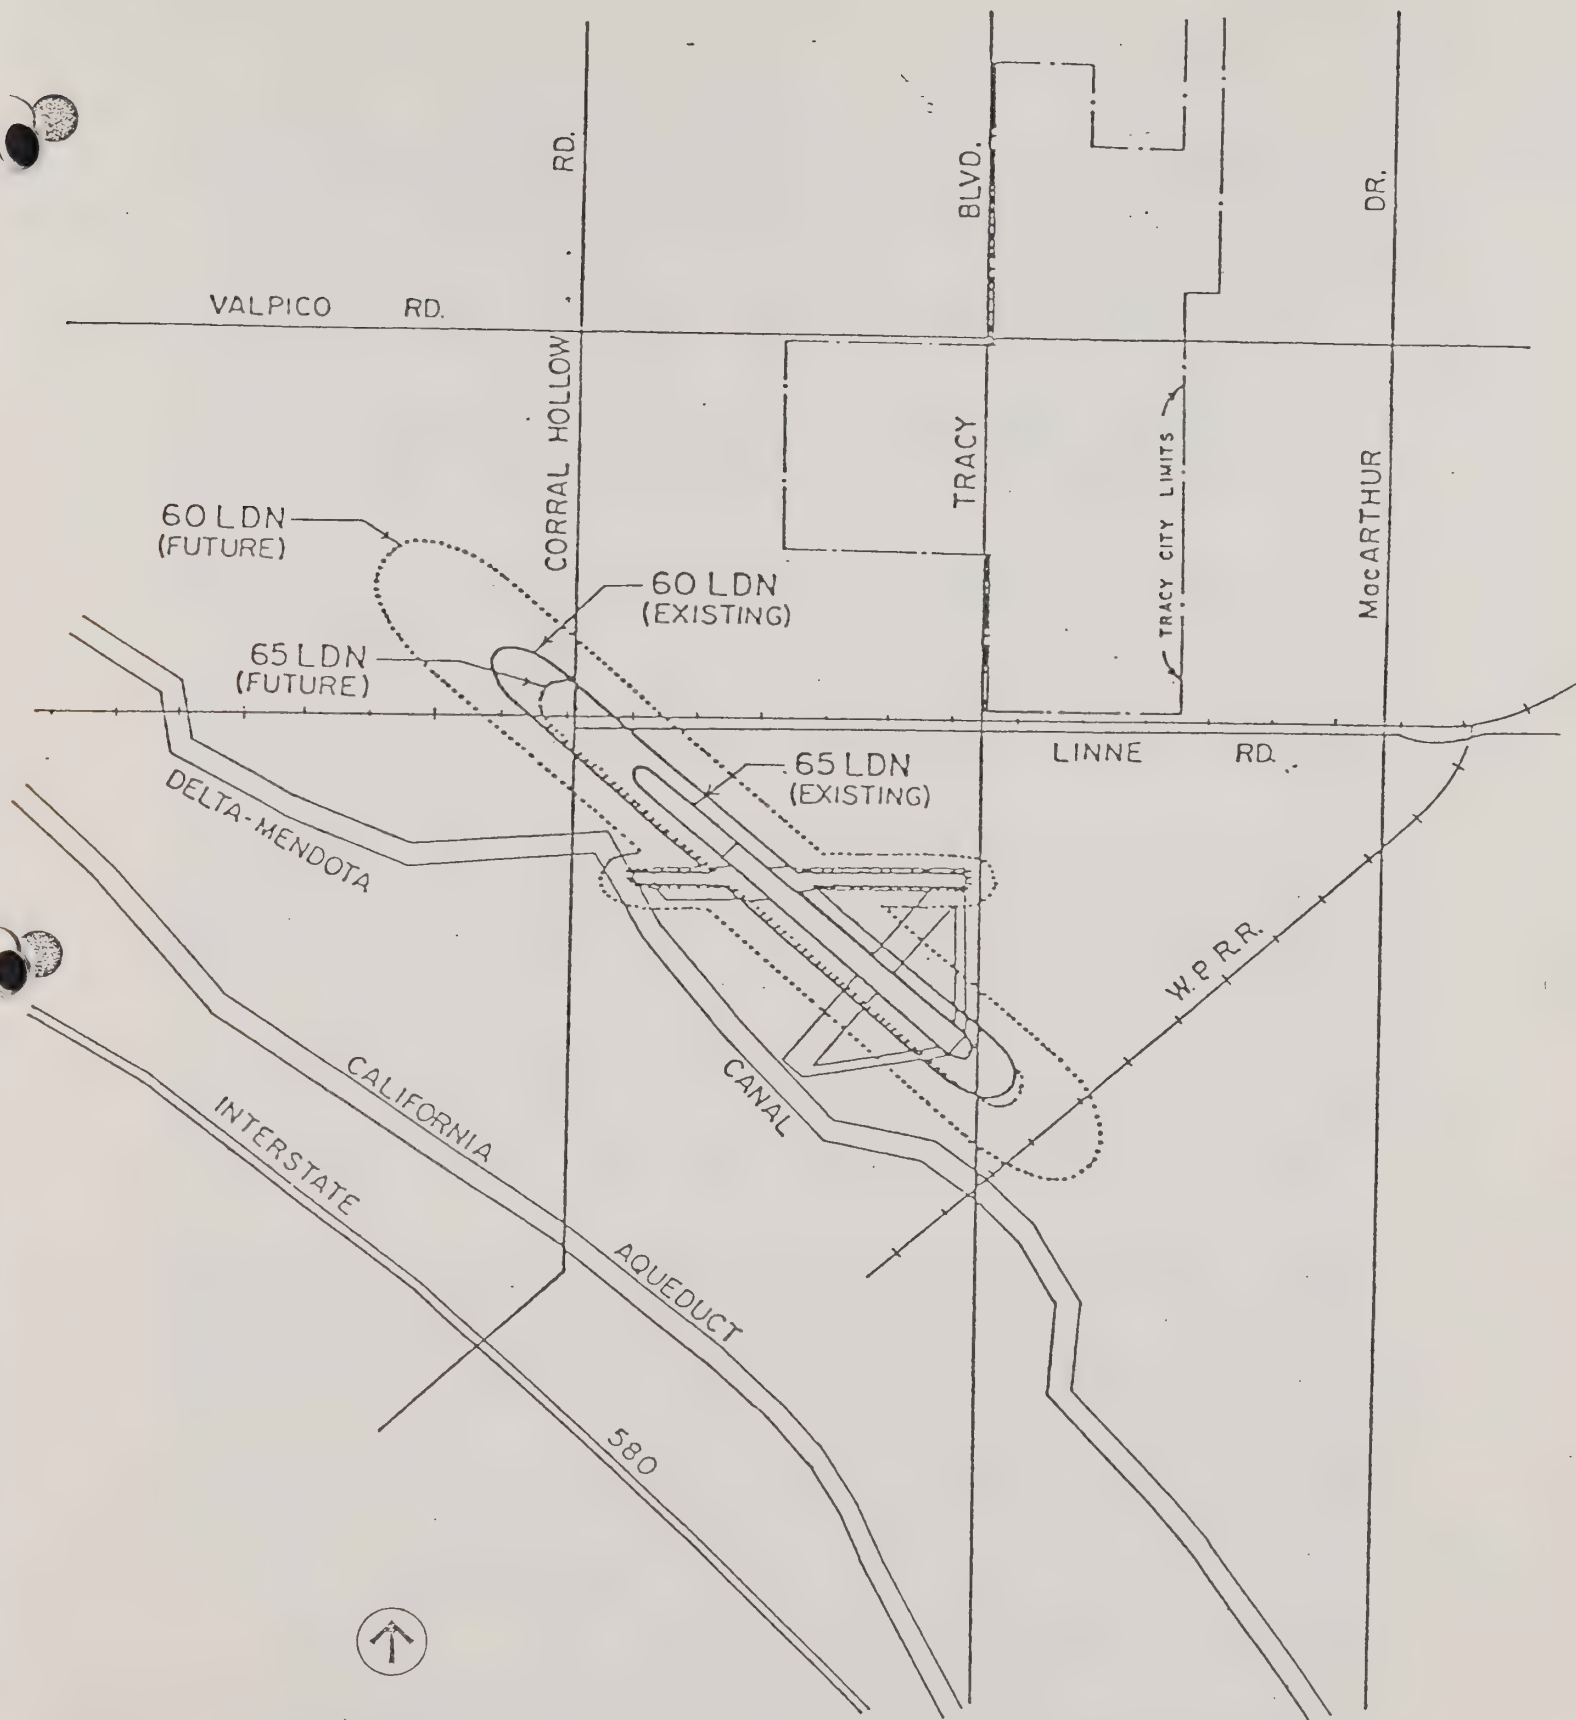 RD.
BLVD.
DR.
VALPICO RD.
CORRAL HOLLOW
TRACY
TRACY CITY LIMITS
MacARTHUR
60 LDN
(FUTURE)
60 LDN
(EXISTING)
65 LDN
(FUTURE)
65 LDN
(EXISTING)
LINNE RD.
DELTA-MENDOTA
W.P.R.R.
CANAL
CALIFORNIA
INTERSTATE
AQUEDUCT
580